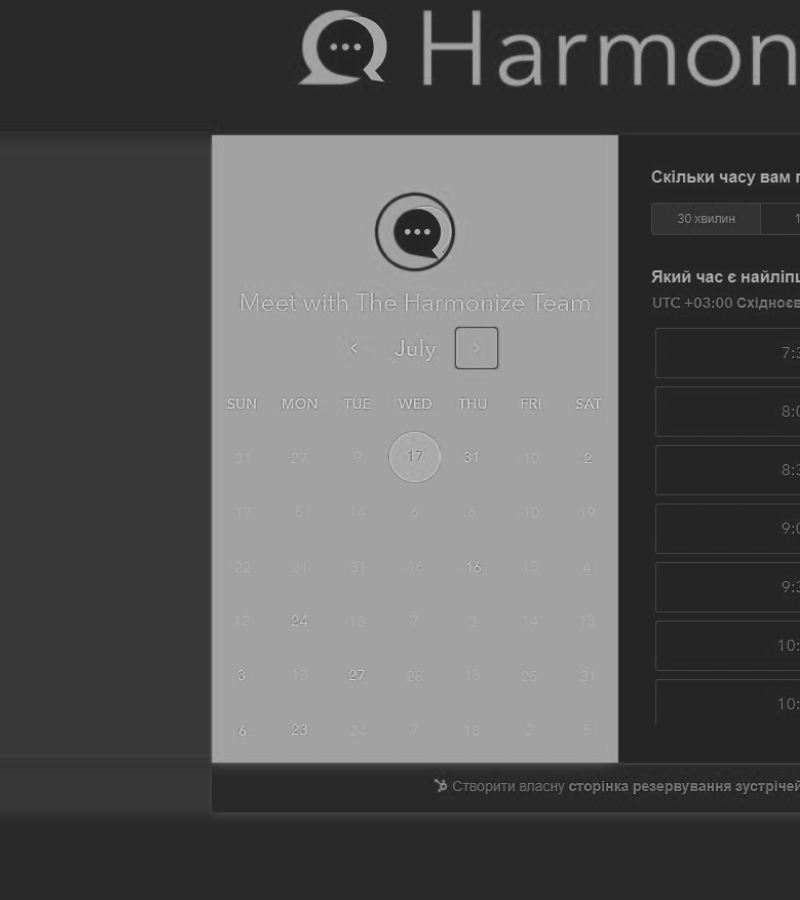 Harmon
Meet with The Harmonize Team
July
SUN MON TUE WED THU FRI SAT
31 27 9 17 31 10 2
17 5 14 6 6 10 19
22 21 31 16 16 15 4
12 24 18 7 3 14 13
3 13 27 28 13 25 31
6 23 24 7 18 2 5
Скільки часу вам
30 хвилин 1
Який час є найліпш
UTC +03:00 Східноєв
7:3
8:0
8:3
9:0
9:3
10:
10:
Створити власну сторінка резервування зустрічей